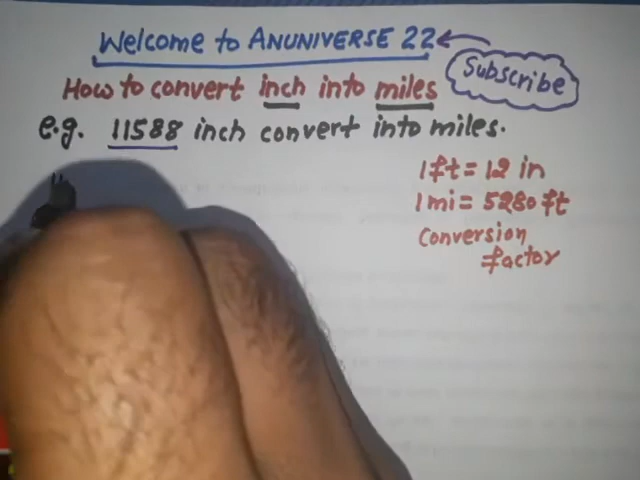 Welcome to ANUNIVERSE 22
Subscribe
How to convert inch into miles
e.g. 11588 inch convert into miles.
1ft = 12 in
1mi = 5280 ft
Conversion
factor